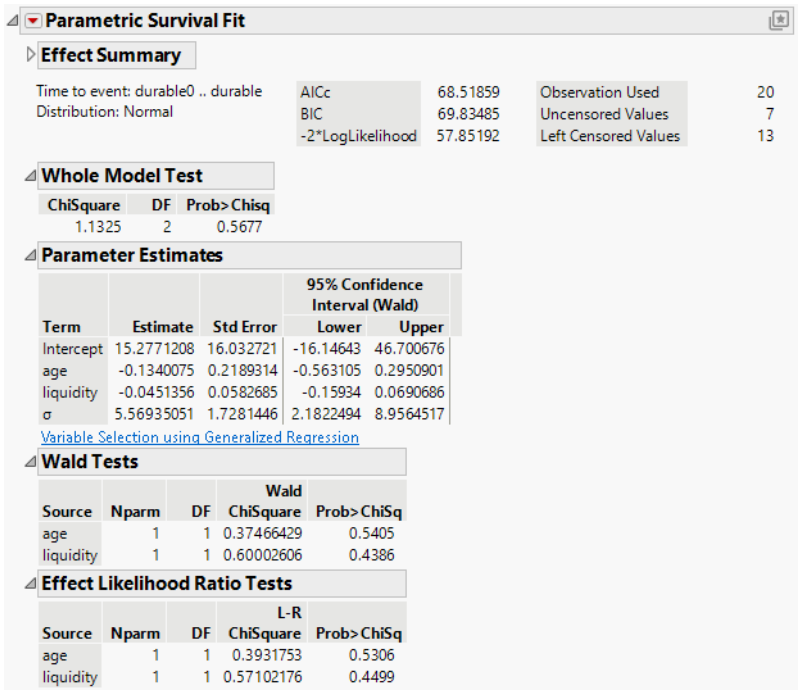 Parametric Survival Fit
Effect Summary
Time to event: durable0 .. durable
Distribution: Normal
AICc 68.51859
BIC 69.83485
-2*LogLikelihood 57.85192
Observation Used 20
Uncensored Values 7
Left Censored Values 13
Whole Model Test
ChiSquare DF Prob>Chisq
1.1325 2 0.5677
Parameter Estimates
95% Confidence
Interval (Wald)
Term Estimate Std Error Lower Upper
Intercept 15.2771208 16.032721 -16.14643 46.700676
age -0.1340075 0.2189314 -0.563105 0.2950901
liquidity -0.0451356 0.0582685 -0.15934 0.0690686
σ 5.56935051 1.7281446 2.1822494 8.9564517
Variable Selection using Generalized Regression
Wald Tests
Wald
Source Nparm DF ChiSquare Prob>ChiSq
age 1 1 0.37466429 0.5405
liquidity 1 1 0.60002606 0.4386
Effect Likelihood Ratio Tests
L-R
Source Nparm DF ChiSquare Prob>ChiSq
age 1 1 0.3931753 0.5306
liquidity 1 1 0.57102176 0.4499